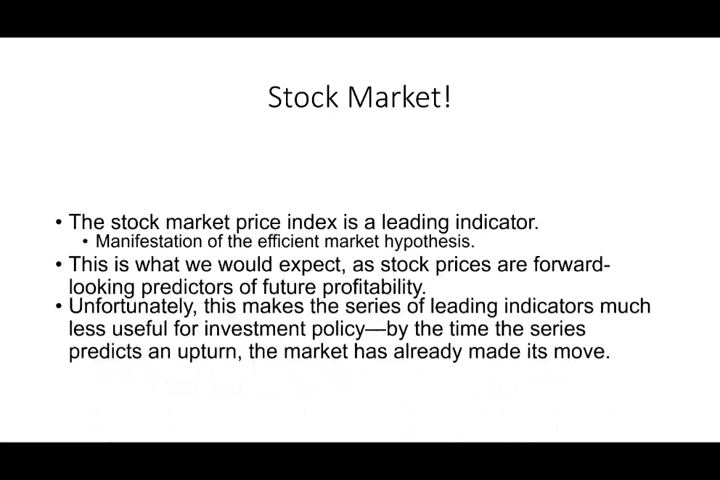 Stock Market!
• The stock market price index is a leading indicator.
• Manifestation of the efficient market hypothesis.
• This is what we would expect, as stock prices are forward-
looking predictors of future profitability.
• Unfortunately, this makes the series of leading indicators much
less useful for investment policy—by the time the series
predicts an upturn, the market has already made its move.